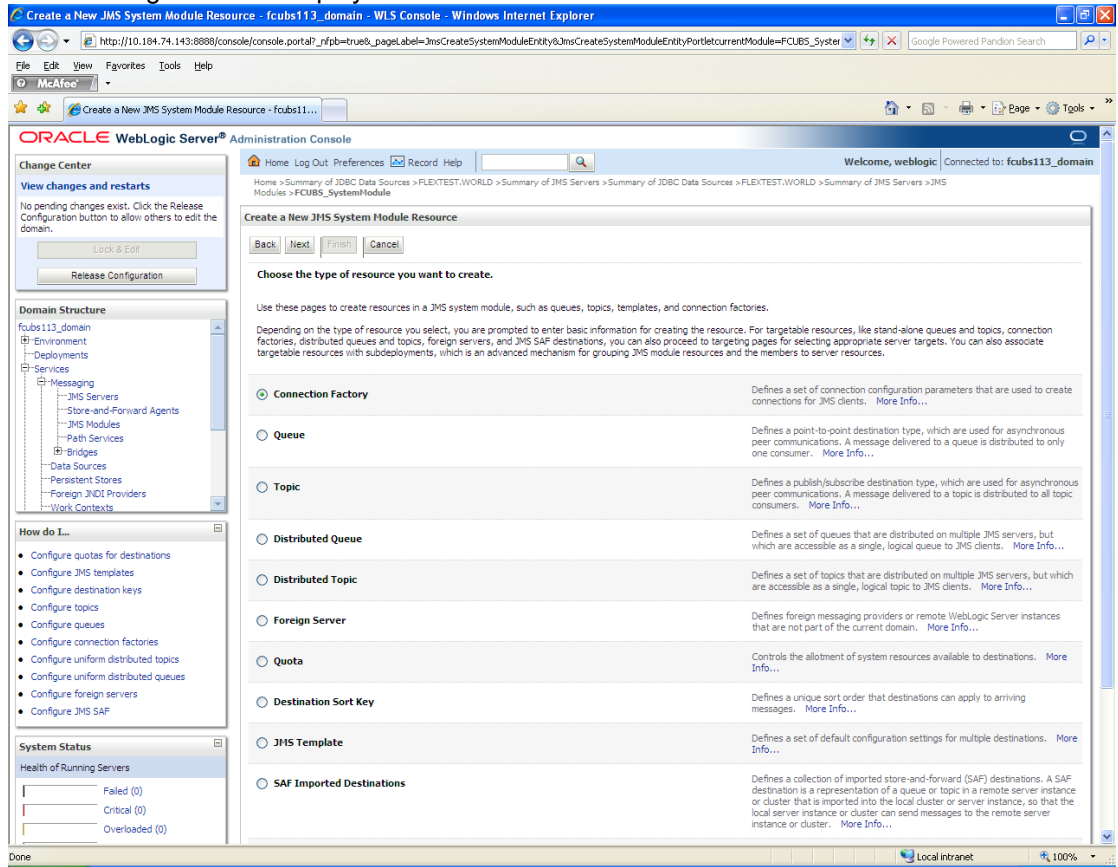 Create a New JMS System Module Resource - fcubs113_domain - WLS Console - Windows Internet Explorer
http://10.184.74.143:8888/console/console.portal?_nfpb=true&_pageLabel=JmsCreateSystemModuleEntity&JmsCreateSystemModuleEntityPortletcurrentModule=FCUBS_Syster
Google Powered Pandion Search
File Edit View Favorites Tools Help
McAfee
Create a New JMS System Module Resource - fcubs11...
Page Tools
ORACLE WebLogic Server® Administration Console
Change Center
View changes and restarts
No pending changes exist. Click the Release
Configuration button to allow others to edit the
domain.
Lock & Edit
Release Configuration
Domain Structure
fcubs113_domain
Environment
Deployments
Services
Messaging
JMS Servers
Store-and-Forward Agents
JMS Modules
Path Services
Bridges
Data Sources
Persistent Stores
Foreign JNDI Providers
Work Contexts
How do I...
Configure quotas for destinations
Configure JMS templates
Configure destination keys
Configure topics
Configure queues
Configure connection factories
Configure uniform distributed topics
Configure uniform distributed queues
Configure foreign servers
Configure JMS SAF
System Status
Health of Running Servers
Failed (0)
Critical (0)
Overloaded (0)
Home Log Out Preferences Record Help
Welcome, weblogic Connected to: fcubs113_domain
Home >Summary of JDBC Data Sources >FLEXTEST.WORLD >Summary of JMS Servers >Summary of JDBC Data Sources >FLEXTEST.WORLD >Summary of JMS Servers >JMS
Modules >FCUBS_SystemModule
Create a New JMS System Module Resource
Back Next Finish Cancel
Choose the type of resource you want to create.
Use these pages to create resources in a JMS system module, such as queues, topics, templates, and connection factories.
Depending on the type of resource you select, you are prompted to enter basic information for creating the resource. For targetable resources, like stand-alone queues and topics, connection
factories, distributed queues and topics, foreign servers, and JMS SAF destinations, you can also proceed to targeting pages for selecting appropriate server targets. You can also associate
targetable resources with subdeployments, which is an advanced mechanism for grouping JMS module resources and the members to server resources.
Connection Factory
Defines a set of connection configuration parameters that are used to create
connections for JMS clients. More Info...
Queue
Defines a point-to-point destination type, which are used for asynchronous
peer communications. A message delivered to a queue is distributed to only
one consumer. More Info...
Topic
Defines a publish/subscribe destination type, which are used for asynchronous
peer communications. A message delivered to a topic is distributed to all topic
consumers. More Info...
Distributed Queue
Defines a set of queues that are distributed on multiple JMS servers, but
which are accessible as a single, logical queue to JMS clients. More Info...
Distributed Topic
Defines a set of topics that are distributed on multiple JMS servers, but which
are accessible as a single, logical topic to JMS clients. More Info...
Foreign Server
Defines foreign messaging providers or remote WebLogic Server instances
that are not part of the current domain. More Info...
Quota
Controls the allotment of system resources available to destinations. More
Info...
Destination Sort Key
Defines a unique sort order that destinations can apply to arriving
messages. More Info...
JMS Template
Defines a set of default configuration settings for multiple destinations. More
Info...
SAF Imported Destinations
Defines a collection of imported store-and-forward (SAF) destinations. A SAF
destination is a representation of a queue or topic in a remote server instance
or cluster that is imported into the local cluster or server instance, so that the
local server instance or cluster can send messages to the remote server
instance or cluster. More Info...
Done
Local intranet
100%